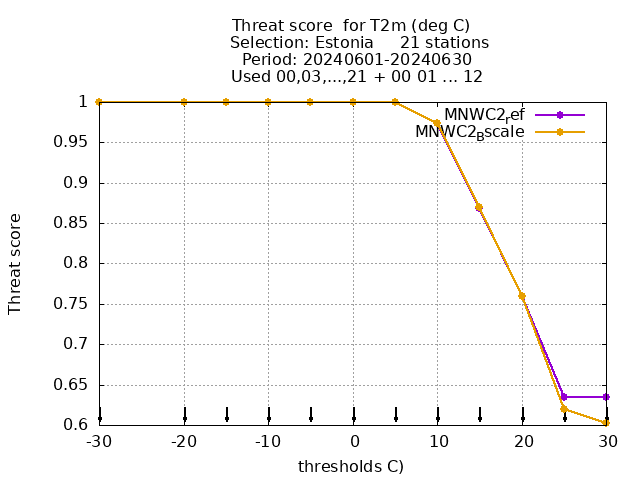 Threat score  for T2m (deg C)
Selection: Estonia     21 stations
Period: 20240601-20240630
Used 00,03,...,21 + 00 01 ... 12
MNWC2ref
MNWC2Bscale
1
0.95
0.9
0.85
0.8
0.75
0.7
0.65
0.6
Threat score
-30 -20 -10 0 10 20 30
thresholds C)